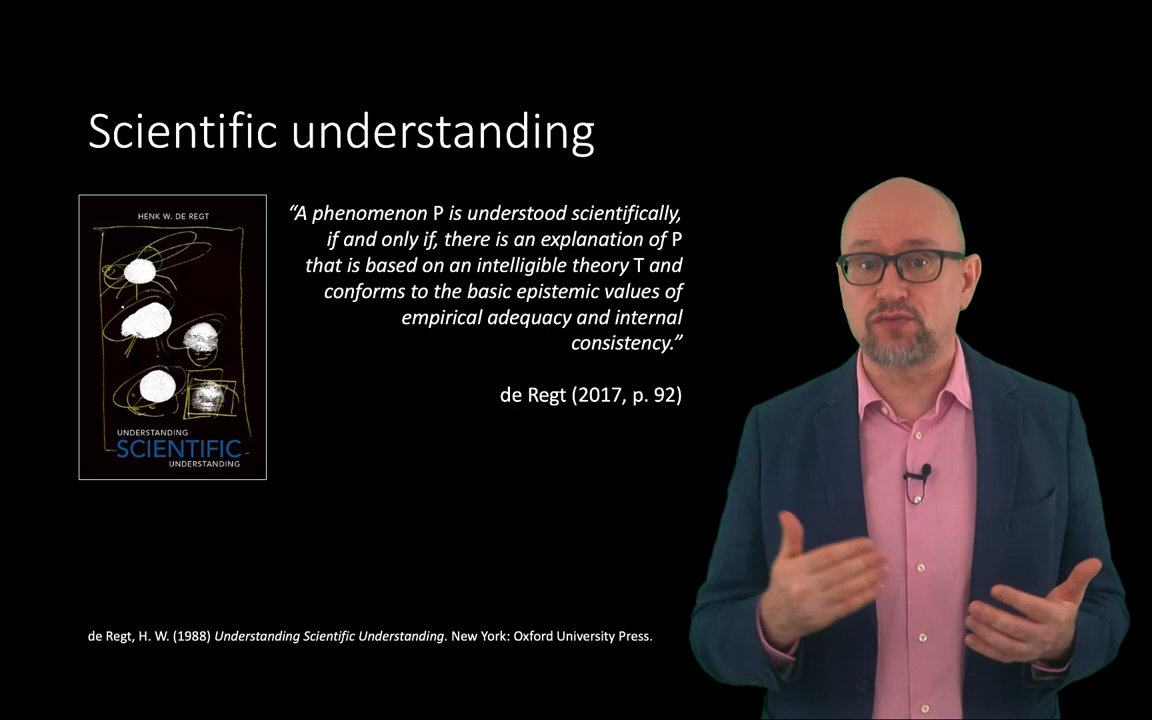 Scientific understanding
HENK W. DE REGT
UNDERSTANDING
SCIENTIFIC
UNDERSTANDING
“A phenomenon P is understood scientifically,
if and only if, there is an explanation of P
that is based on an intelligible theory T and
conforms to the basic epistemic values of
empirical adequacy and internal
consistency.”
de Regt (2017, p. 92)
de Regt, H. W. (1988) Understanding Scientific Understanding. New York: Oxford University Press.